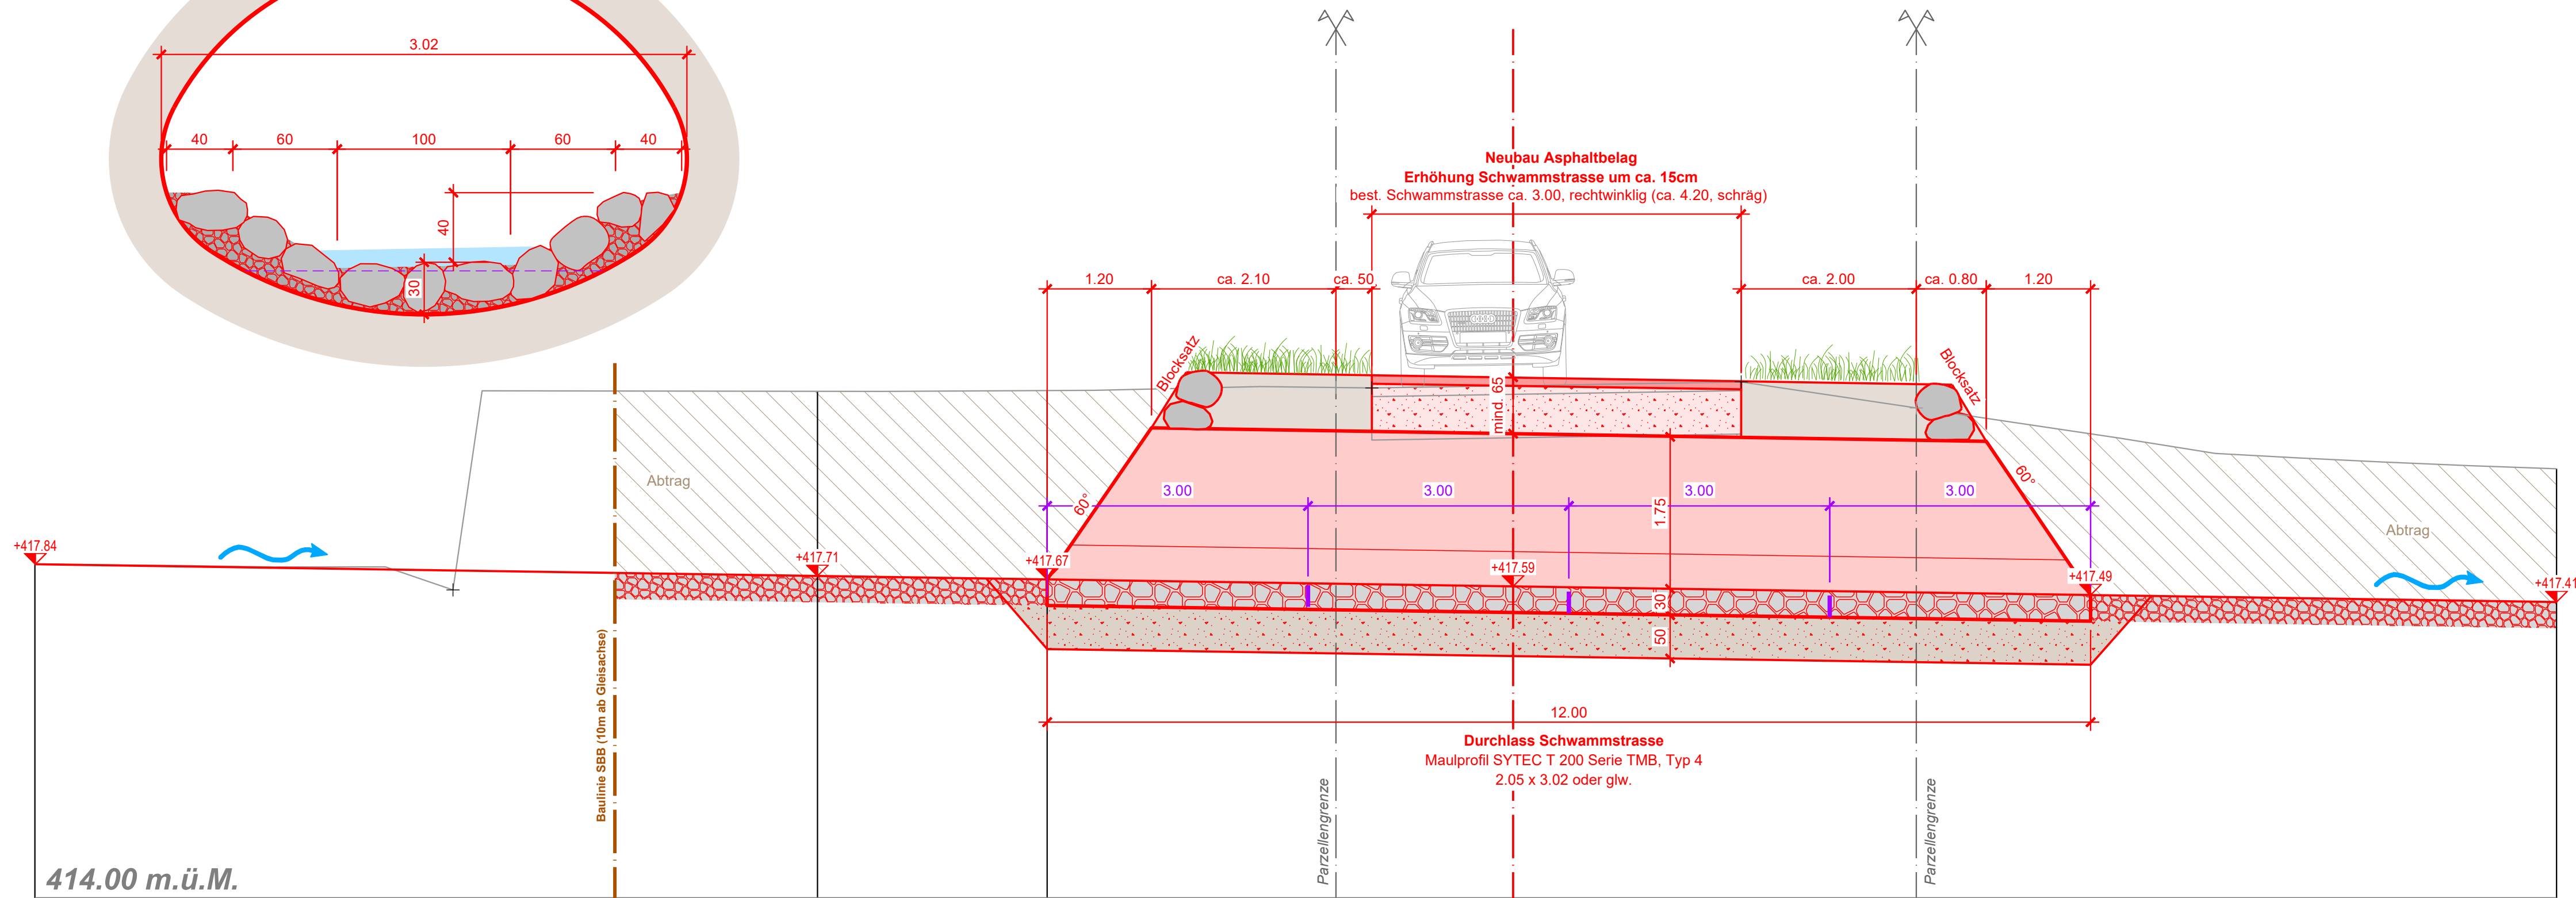 3.02
40
60
100
60
40
40
30
Neubau Asphaltbelag
Erhöhung Schwammstrasse um ca. 15cm
best. Schwammstrasse ca. 3.00, rechtwinklig (ca. 4.20, schräg)
1.20
ca. 2.10
ca. 50
ca. 2.00
ca. 0.80
1.20
Blocksatz
Blocksatz
mind. 65
Abtrag
60°
3.00
3.00
3.00
3.00
1.75
60°
Abtrag
+417.84
+417.71
+417.67
+417.59
+417.49
+417.41
30
50
Baulinie SBB (10m ab Gleisachse)
12.00
Durchlass Schwammstrasse
Maulprofil SYTEC T 200 Serie TMB, Typ 4
2.05 x 3.02 oder glw.
Parzellengrenze
Parzellengrenze
414.00 m.ü.M.